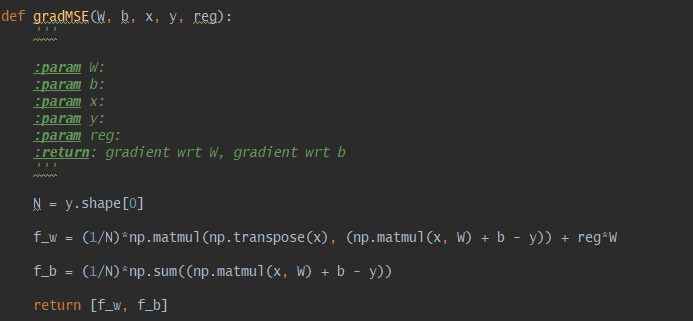 def gradMSE(W, b, x, y, reg):
    '''

    :param W:
    :param b:
    :param x:
    :param y:
    :param reg:
    :return: gradient wrt W, gradient wrt b
    '''

    N = y.shape[0]

    f_w = (1/N)*np.matmul(np.transpose(x), (np.matmul(x, W) + b - y)) + reg*W

    f_b = (1/N)*np.sum((np.matmul(x, W) + b - y))

    return [f_w, f_b]